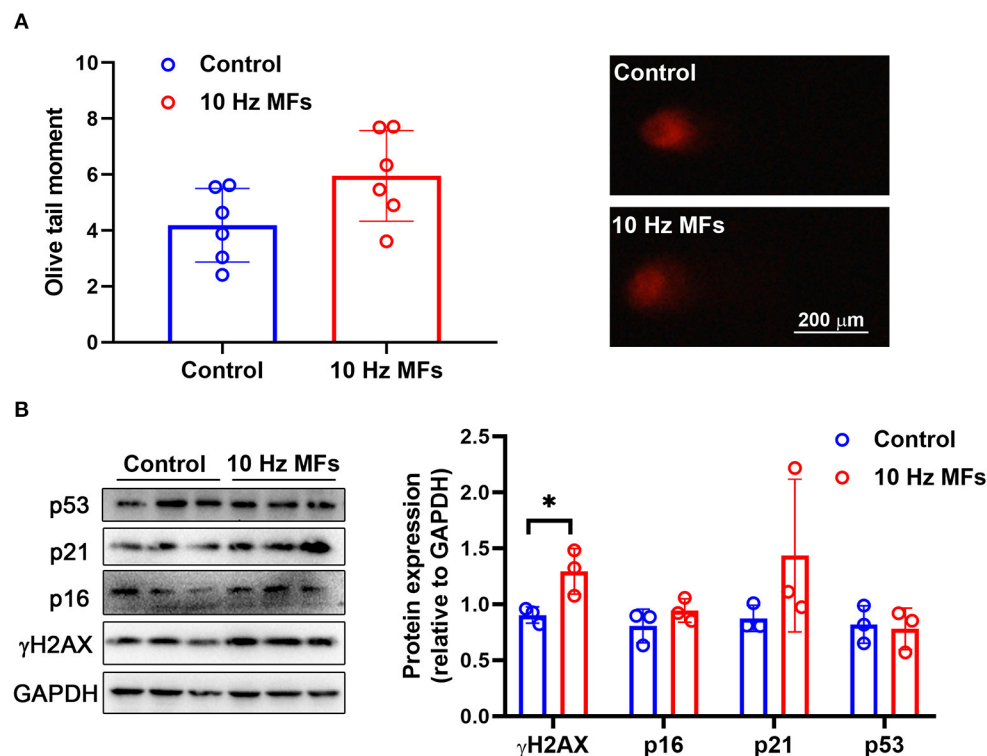 A
10
8
6
4
2
0
Olive tail moment
Control
10 Hz MFs
Control
10 Hz MFs
Control
10 Hz MFs
200 μm
B
Control 10 Hz MFs
p53
p21
p16
γH2AX
GAPDH
2.5
2.0
1.5
1.0
0.5
0.0
Protein expression
(relative to GAPDH)
Control
10 Hz MFs
*
γH2AX p16 p21 p53